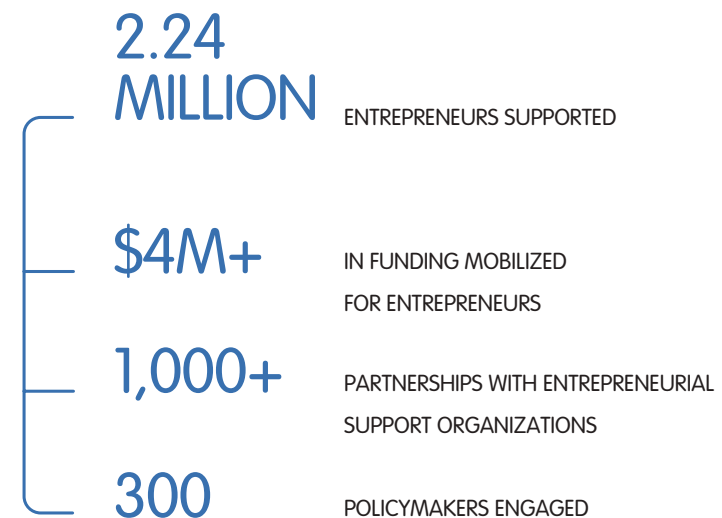 2.24
MILLION
ENTREPRENEURS SUPPORTED
$4M+
IN FUNDING MOBILIZED
FOR ENTREPRENEURS
1,000+
PARTNERSHIPS WITH ENTREPRENEURIAL
SUPPORT ORGANIZATIONS
300
POLICYMAKERS ENGAGED